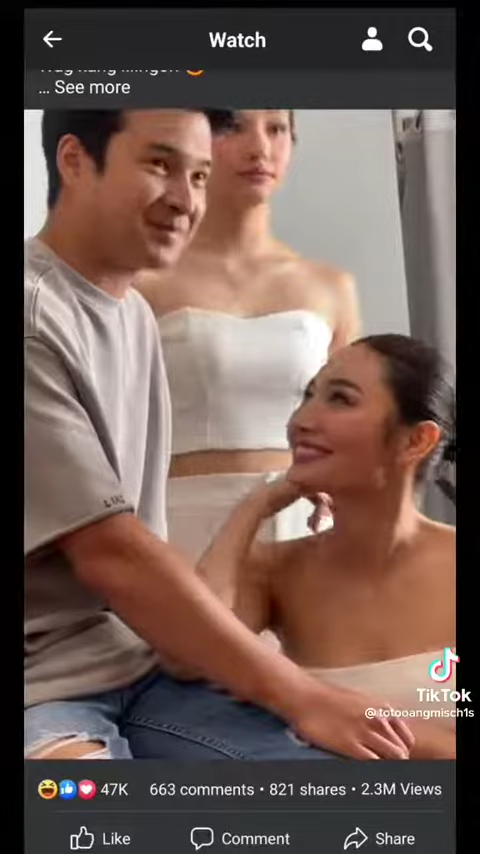 Watch
... See more
TikTok
@totooangmisch1s
47K
663 comments • 821 shares • 2.3M Views
Like
Comment
Share